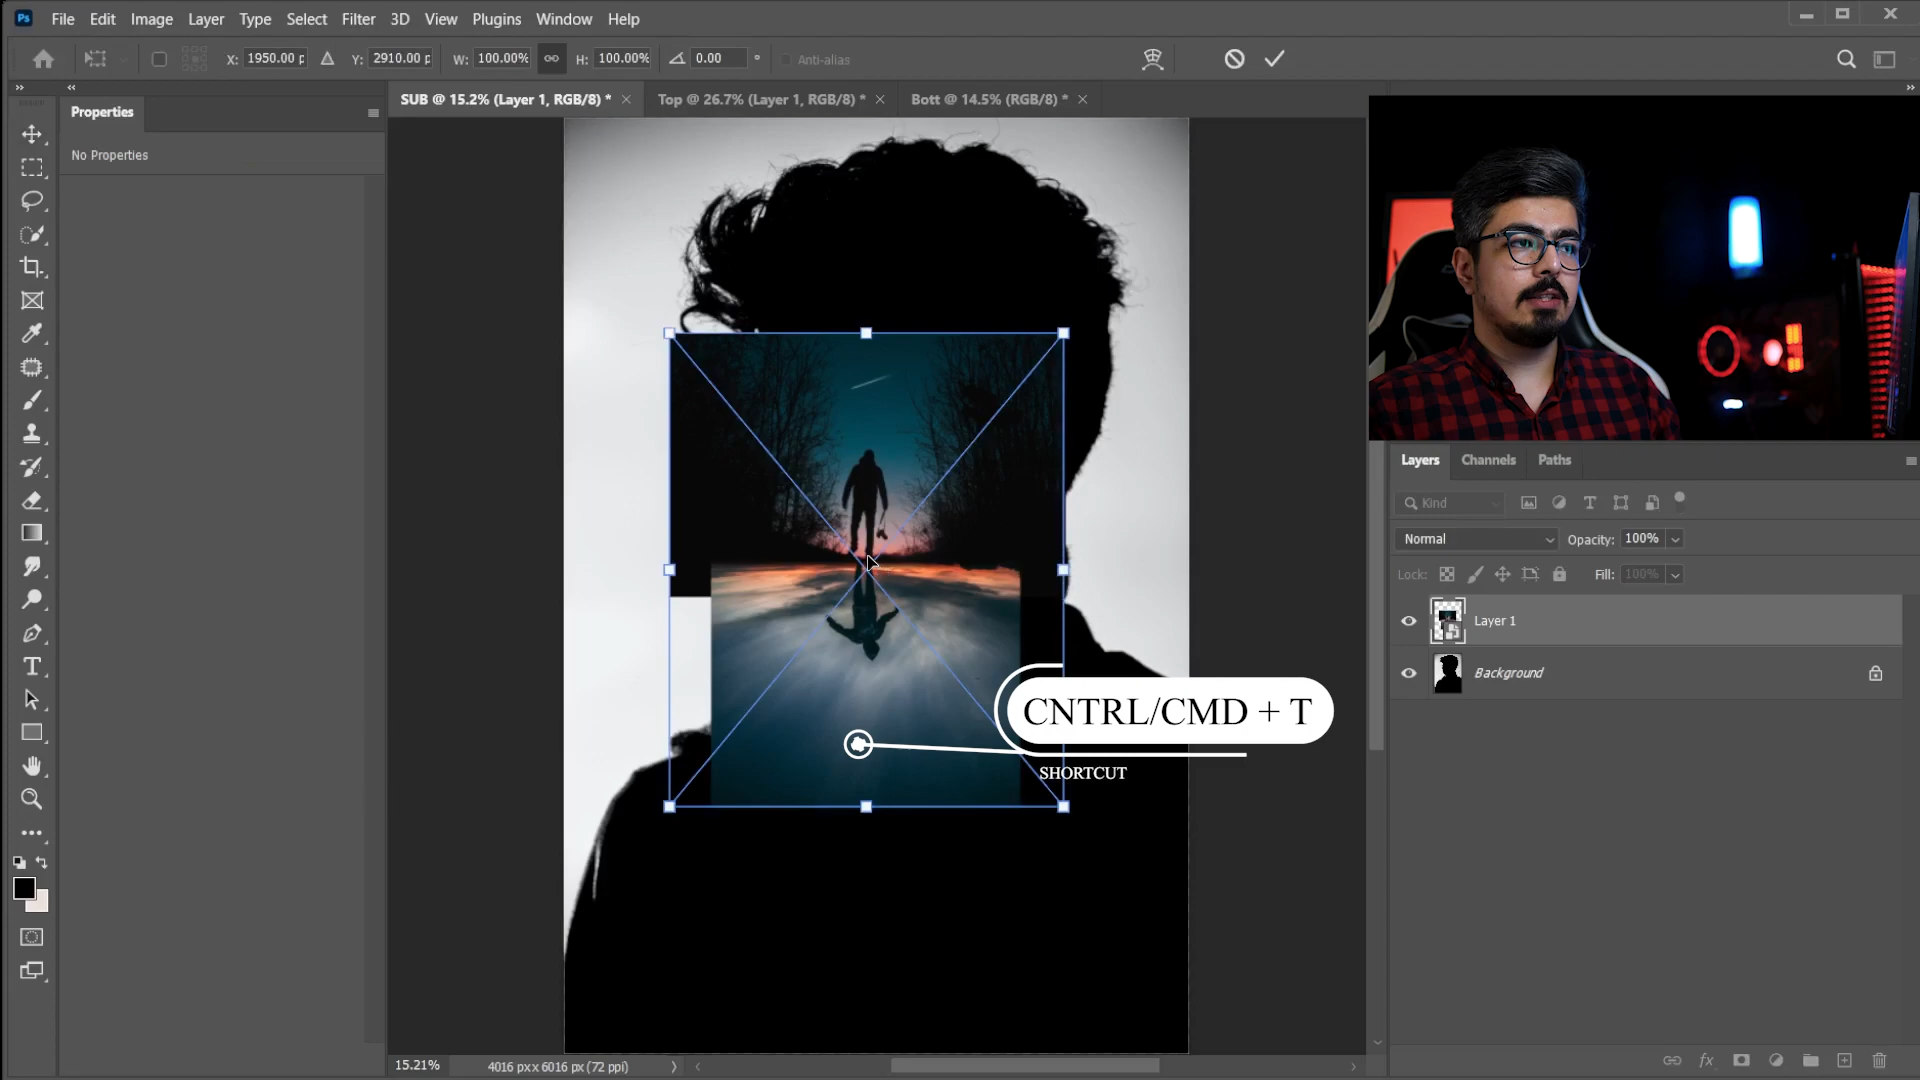 Ps File Edit Image Layer Type Select Filter 3D View Plugins Window Help
X: 1950.00 p Y: 2910.00 p W: 100.00% H: 100.00% 0.00 ° Anti-alias
SUB @ 15.2% (Layer 1, RGB/8) * Top @ 26.7% (Layer 1, RGB/8) * Bott @ 14.5% (RGB/8) *
Properties
No Properties
CNTRL/CMD + T
SHORTCUT
Layers Channels Paths
Kind
Normal Opacity: 100%
Lock: Fill: 100%
Layer 1
Background
15.21% 4016 px x 6016 px (72 ppi)